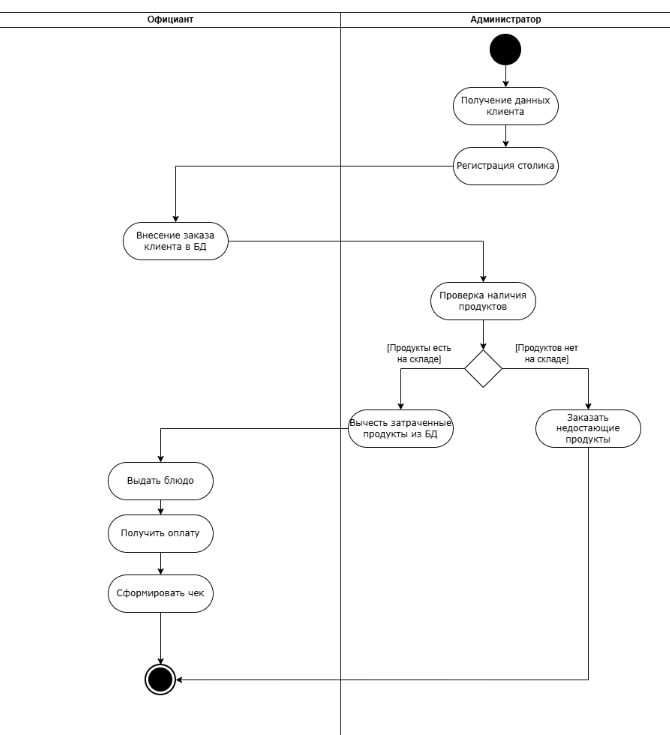 Официант
Администратор
Получение данных
клиента
Регистрация столика
Внесение заказа
клиента в БД
Проверка наличия
продуктов
[Продукты есть
на складе]
[Продуктов нет
на складе]
Вычесть затраченные
продукты из БД
Заказать
недостающие
продукты
Выдать блюдо
Получить оплату
Сформировать чек